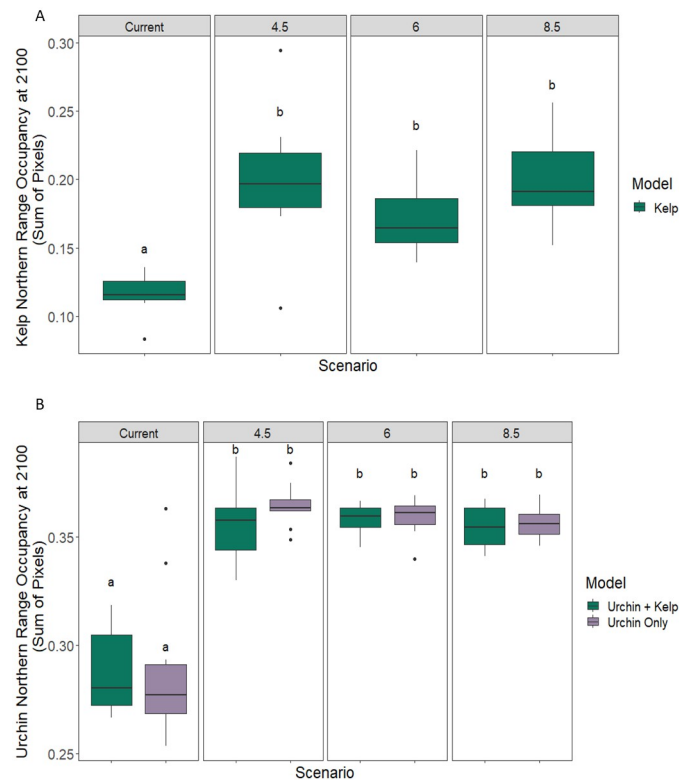 A
Current 4.5 6 8.5
Kelp Northern Range Occupancy at 2100
(Sum of Pixels)
0.30
0.25
0.20
0.15
0.10
a
b
b
b
Model
Kelp
Scenario
B
Current 4.5 6 8.5
Urchin Northern Range Occupancy at 2100
(Sum of Pixels)
0.35
0.30
0.25
a
a
b b
b b
b b
Model
Urchin + Kelp
Urchin Only
Scenario